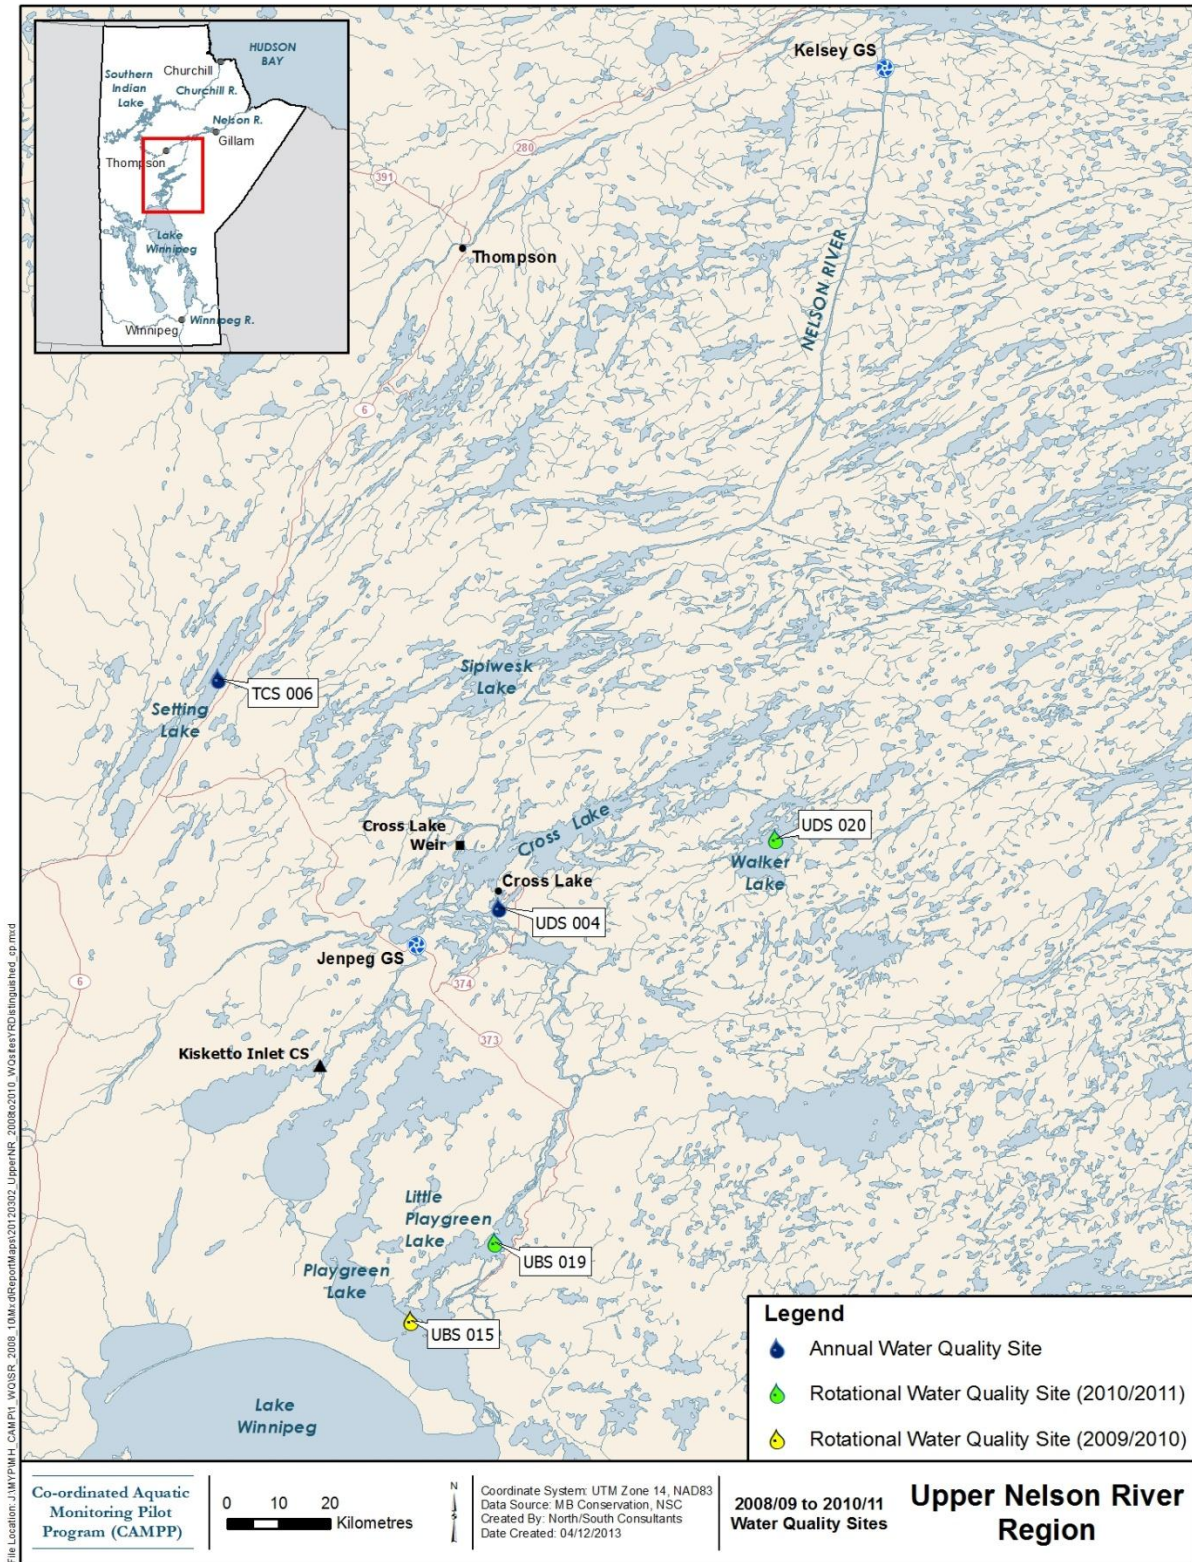 HUDSON
BAY
Churchill
Southern
Indian
Lake
Churchill R.
Nelson R.
Gillam
Thompson
Lake
Winnipeg
Winnipeg R.
Winnipeg
Kelsey GS
280
391
Thompson
NELSON RIVER
6
Sipiwesk
Lake
TCS 006
Setting
Lake
Cross Lake
Weir
Cross Lake
UDS 020
Walker
Lake
Cross Lake
UDS 004
Jenpeg GS
6
374
373
Kisketto Inlet CS
Little
Playgreen
Lake
UBS 019
Playgreen
Lake
UBS 015
Lake
Winnipeg
Legend
Annual Water Quality Site
Rotational Water Quality Site (2010/2011)
Rotational Water Quality Site (2009/2010)
Co-ordinated Aquatic
Monitoring Pilot
Program (CAMPP)
0 10 20
Kilometres
N
Coordinate System: UTM Zone 14, NAD83
Data Source: MB Conservation, NSC
Created By: North/South Consultants
Date Created: 04/12/2013
2008/09 to 2010/11
Water Quality Sites
Upper Nelson River
Region